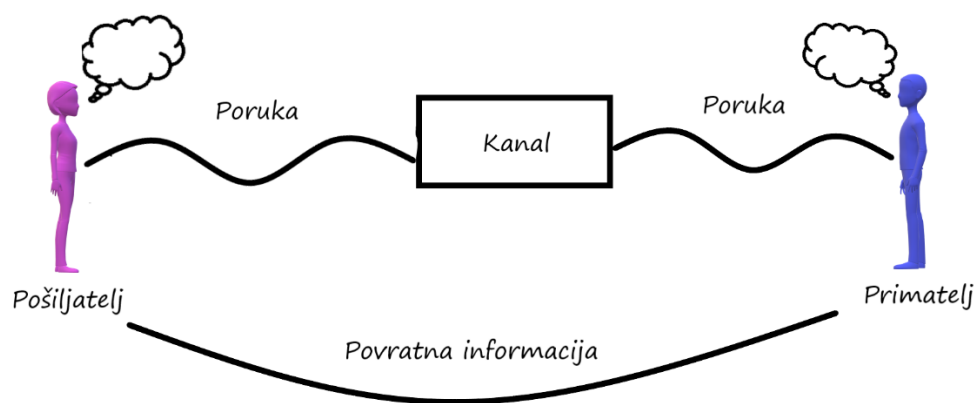 Poruka
Kanal
Poruka
Pošiljatelj
Primatelj
Povratna informacija